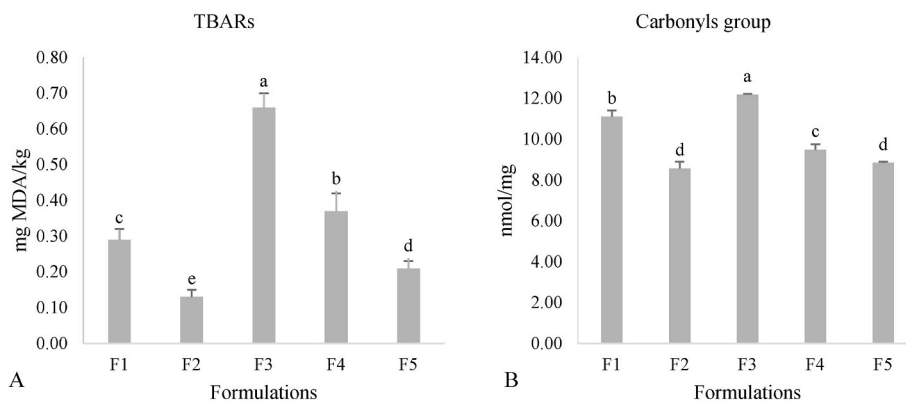 TBARs
0.80
0.70
0.60
0.50
0.40
0.30
0.20
0.10
0.00
mg MDA/kg
c
e
a
b
d
F1 F2 F3 F4 F5
Formulations
A
Carbonyls group
14.00
12.00
10.00
8.00
6.00
4.00
2.00
0.00
nmol/mg
b
d
a
c
d
F1 F2 F3 F4 F5
Formulations
B